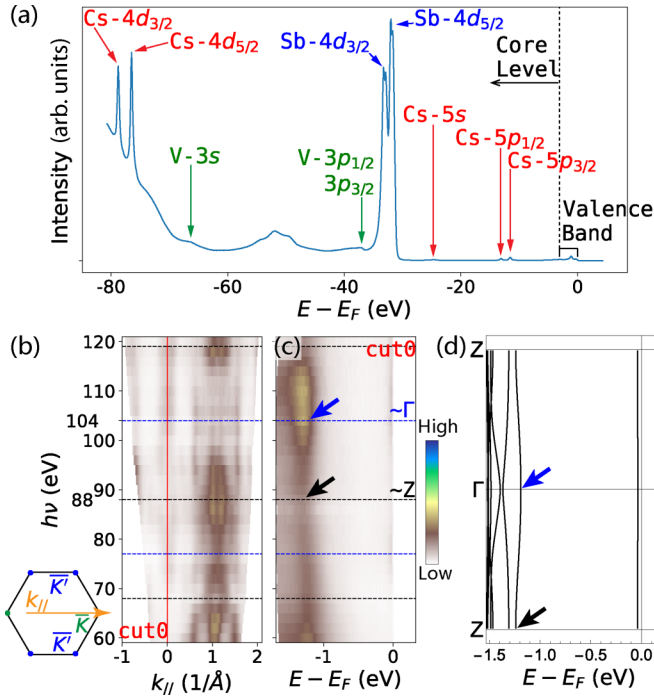 (a)
Cs-4d3/2
Cs-4d5/2
Sb-4d3/2
Sb-4d5/2
Core
Level
Cs-5s
Cs-5p1/2
Cs-5p3/2
V-3s
V-3p1/2
3p3/2
Valence
Band
Intensity (arb. units)
-80 -60 -40 -20 0
E − EF (eV)
(b)
(c)
(d)
cut0
120
110
104
100
90
88
80
70
60
hν (eV)
~Γ
~Z
High
Low
Z
Γ
Z
K̅'
k//
K̅
K̅'
cut0
-1 0 1 2
k// (1/Å)
-1 0
E − EF (eV)
-1.5 -1.0 -0.5 0.0
E − EF (eV)